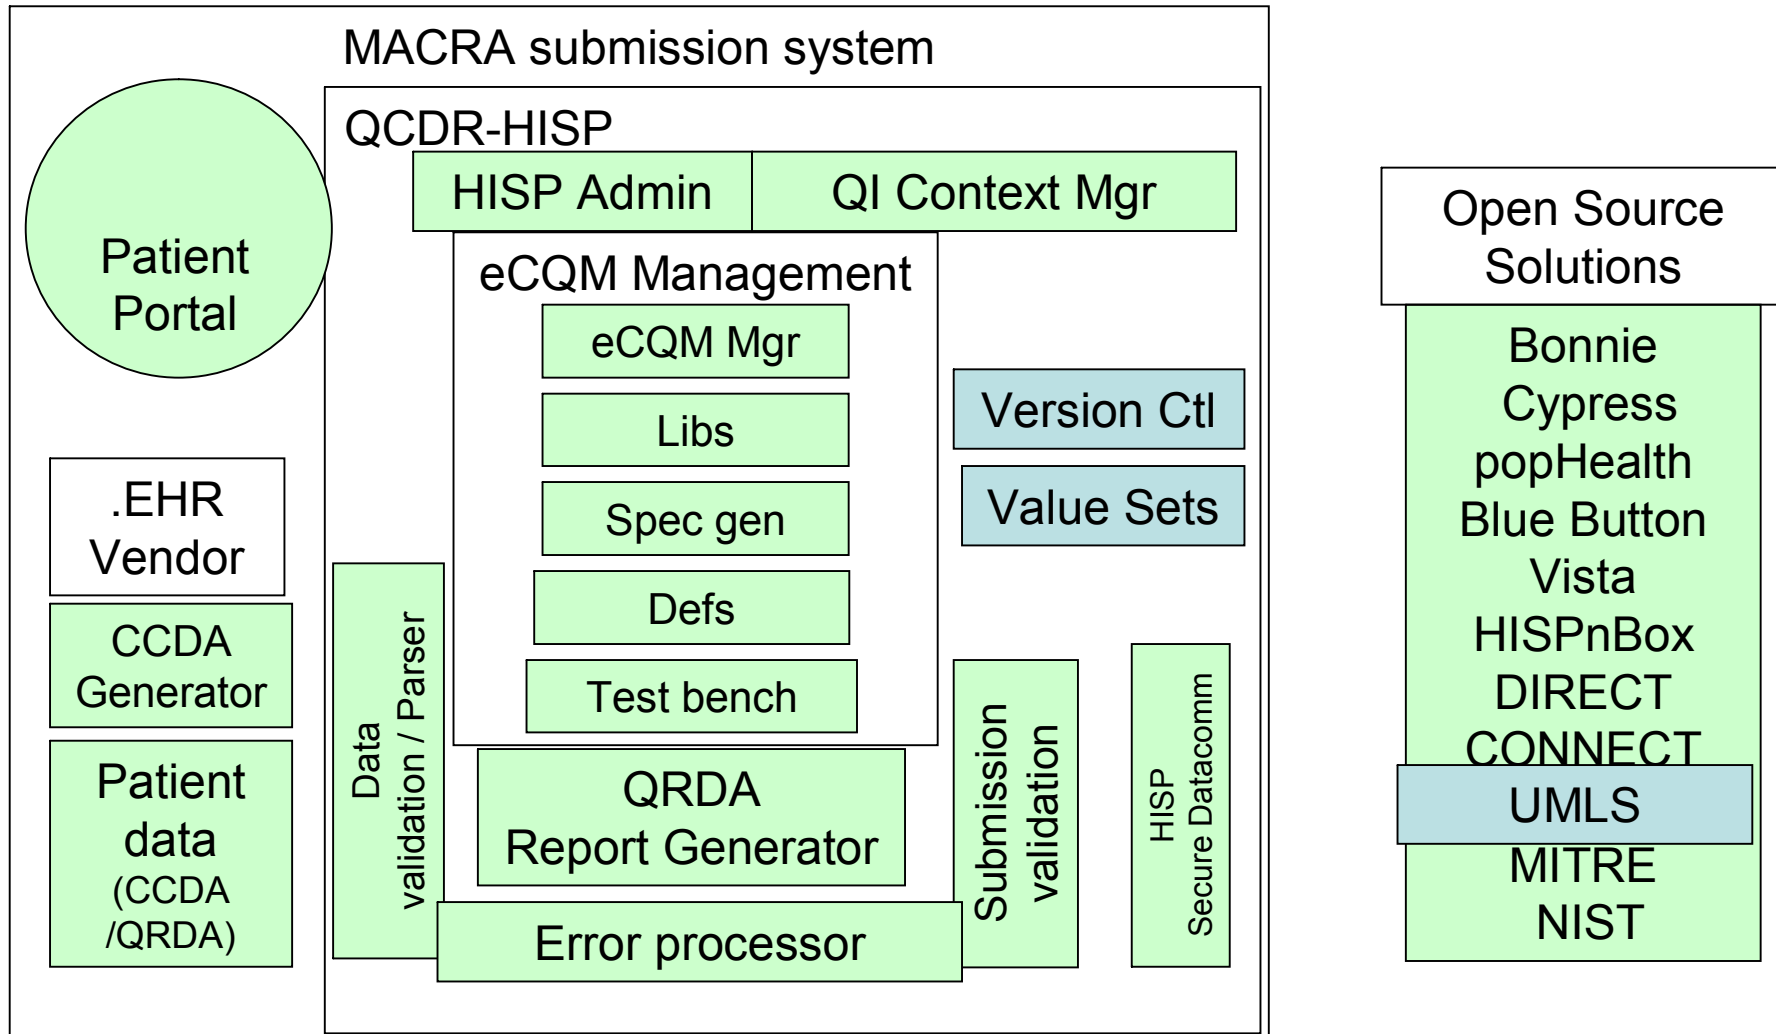 MACRA submission system
QCDR-HISP
HISP Admin
QI Context Mgr
Patient
Portal
eCQM Management
eCQM Mgr
Libs
Spec gen
Defs
Test bench
Version Ctl
Value Sets
.EHR
Vendor
CCDA
Generator
Patient
data
(CCDA
/QRDA)
Data
validation / Parser
QRDA
Report Generator
Error processor
Submission
validation
HISP
Secure Datacomm
Open Source
Solutions
Bonnie
Cypress
popHealth
Blue Button
Vista
HISPnBox
DIRECT
CONNECT
UMLS
MITRE
NIST